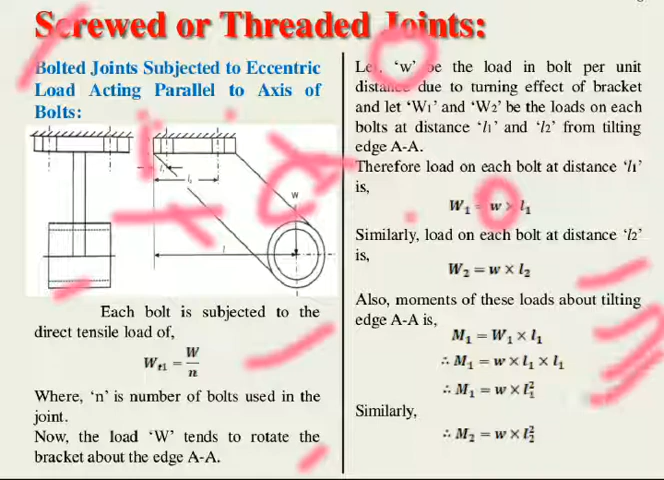 Screwed or Threaded Joints:
Bolted Joints Subjected to Eccentric
Load Acting Parallel to Axis of
Bolts:
l₁
l₂
W
l
Each bolt is subjected to the
direct tensile load of,
Wt1 = W/n
Where, ‘n’ is number of bolts used in the
joint.
Now, the load ‘W’ tends to rotate the
bracket about the edge A-A.
Let ‘w’ be the load in bolt per unit
distance due to turning effect of bracket
and let ‘W₁’ and ‘W₂’ be the loads on each
bolts at distance ‘l₁’ and ‘l₂’ from tilting
edge A-A.
Therefore load on each bolt at distance ‘l₁’
is,
W₁ = w × l₁
Similarly, load on each bolt at distance ‘l₂’
is,
W₂ = w × l₂
Also, moments of these loads about tilting
edge A-A is,
M₁ = W₁ × l₁
∴ M₁ = w × l₁ × l₁
∴ M₁ = w × l₁²
Similarly,
∴ M₂ = w × l₂²